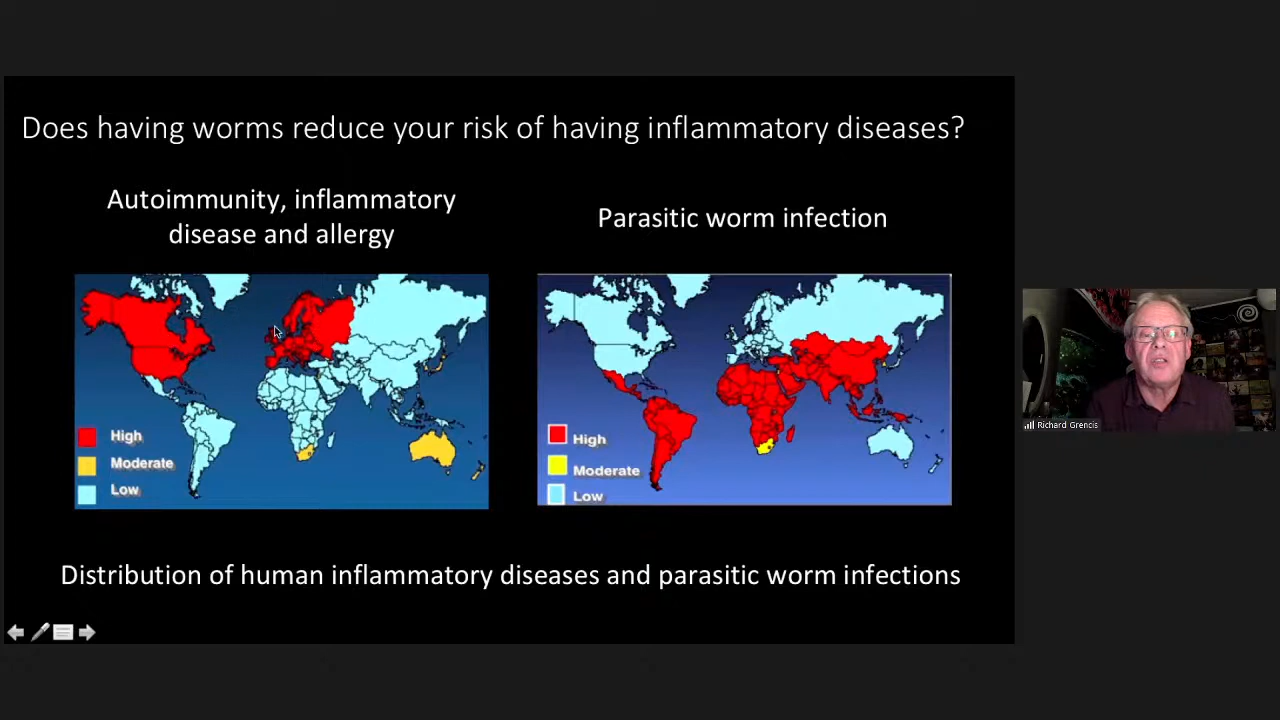 Does having worms reduce your risk of having inflammatory diseases?
Autoimmunity, inflammatory
disease and allergy
Parasitic worm infection
High
Moderate
Low
High
Moderate
Low
Richard Grencis
Distribution of human inflammatory diseases and parasitic worm infections